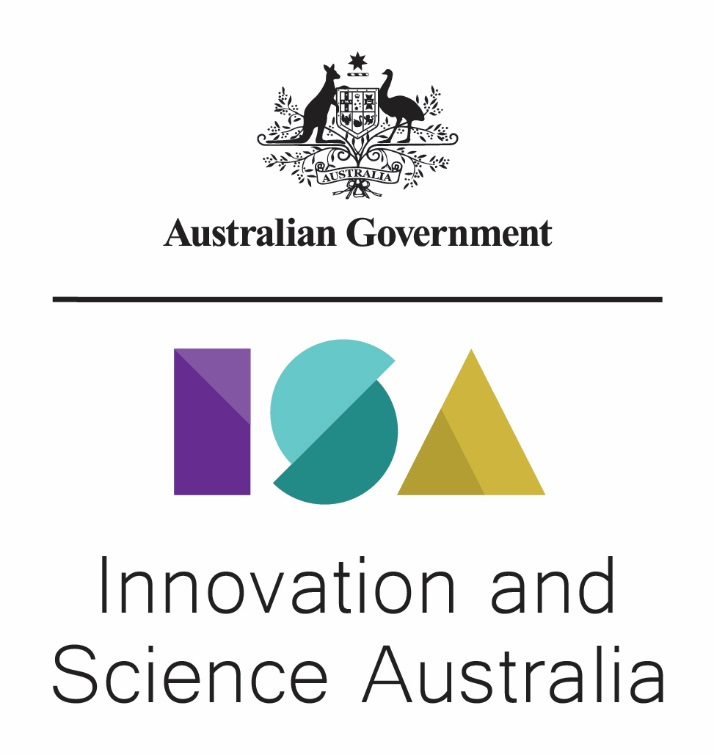 AUSTRALIA
Australian Government
ISA
Innovation and
Science Australia